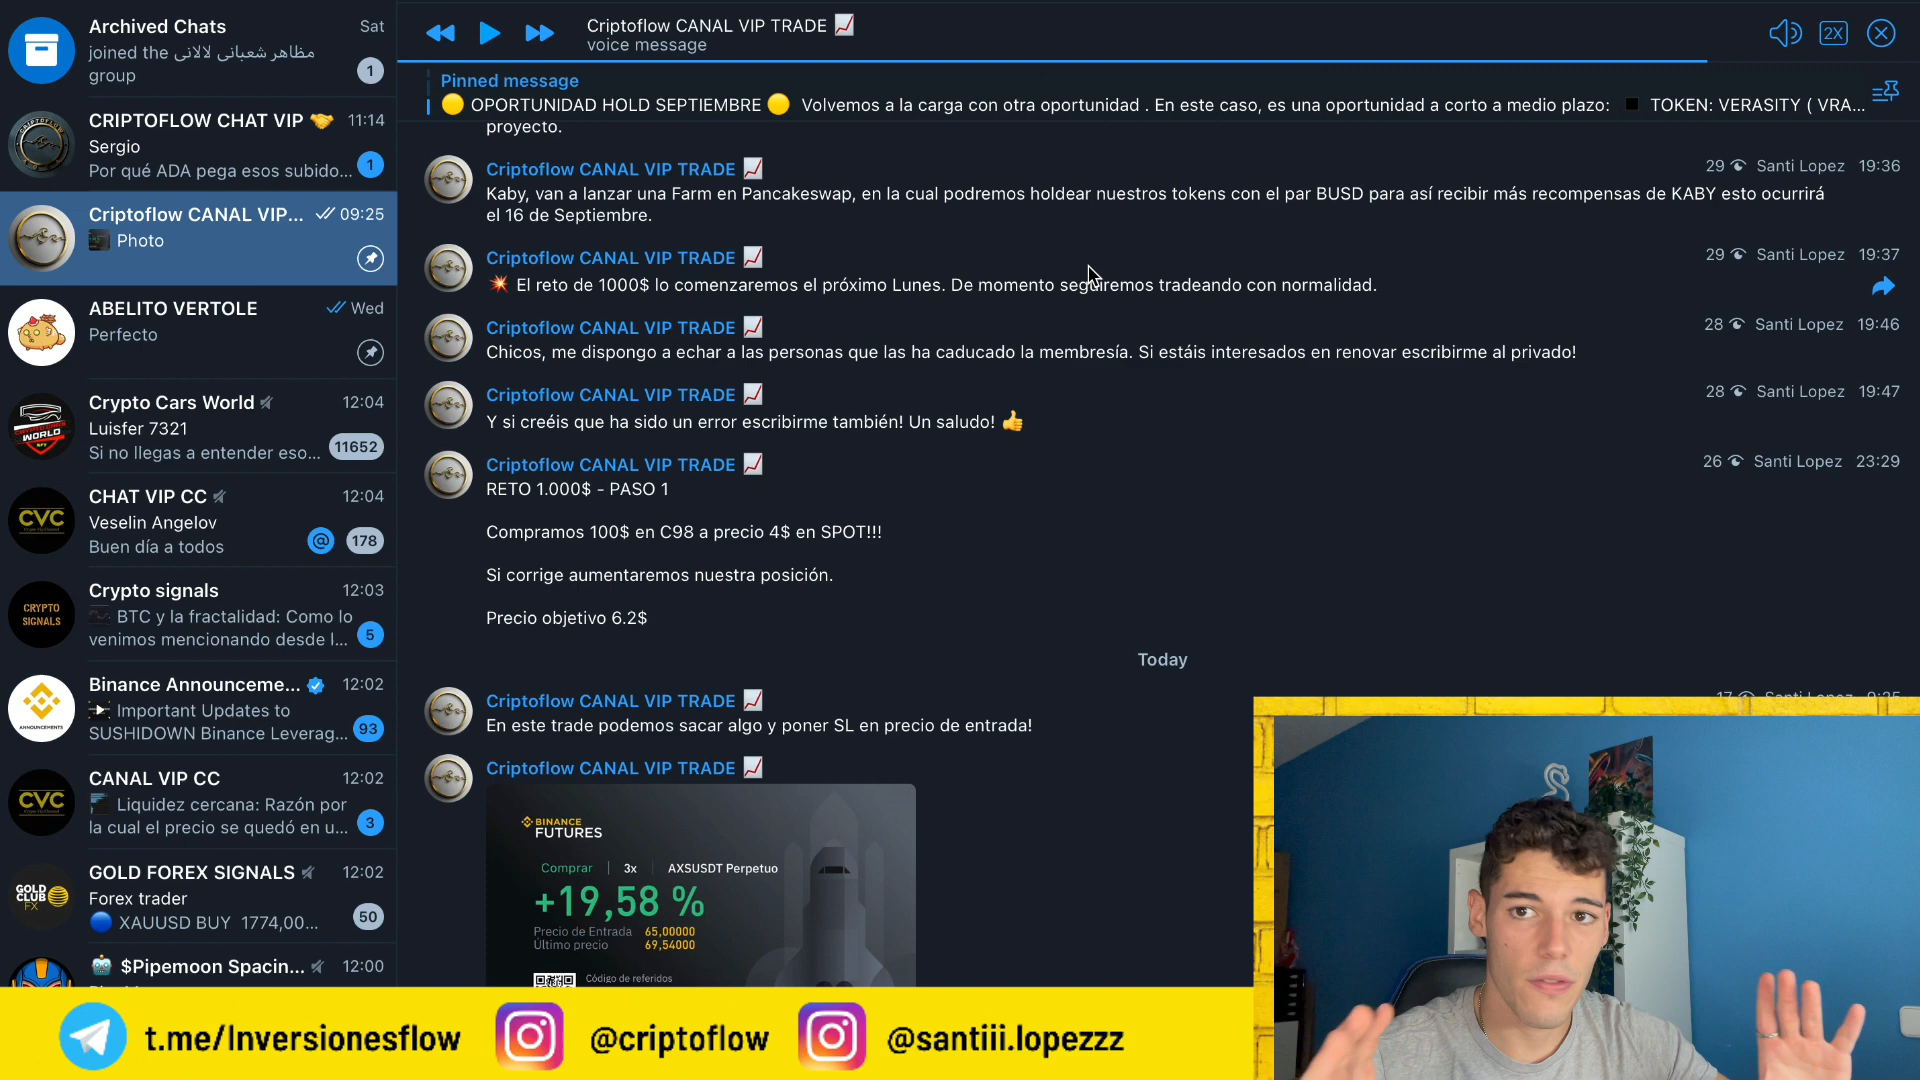 Archived Chats
Sat
joined the مظاهر شعبانی لالانی
group
1
CRIPTOFLOW CHAT VIP 🤝
11:14
Sergio
Por qué ADA pega esos subido...
1
Criptoflow CANAL VIP...
09:25
Photo
ABELITO VERTOLE
Wed
Perfecto
Crypto Cars World
12:04
Luisfer 7321
Si no llegas a entender eso...
11652
CHAT VIP CC
12:04
Veselin Angelov
Buen día a todos
@
178
Crypto signals
12:03
BTC y la fractalidad: Como lo
venimos mencionando desde l...
5
Binance Announceme...
12:02
Important Updates to
SUSHIDOWN Binance Leverag...
93
CANAL VIP CC
12:02
Liquidez cercana: Razón por
la cual el precio se quedó en u...
3
GOLD FOREX SIGNALS
12:02
Forex trader
🔵 XAUUSD BUY 1774,00...
50
🤖 $Pipemoon Spacin...
12:00
CVC
CRYPTO
SIGNALS
CVC
GOLD
CLUB
FX
Criptoflow CANAL VIP TRADE 📈
voice message
2X
Pinned message
🟡 OPORTUNIDAD HOLD SEPTIEMBRE 🟡 Volvemos a la carga con otra oportunidad . En este caso, es una oportunidad a corto a medio plazo: ◾ TOKEN: VERASITY ( VRA...
proyecto.
Criptoflow CANAL VIP TRADE 📈
29 Santi Lopez 19:36
Kaby, van a lanzar una Farm en Pancakeswap, en la cual podremos holdear nuestros tokens con el par BUSD para así recibir más recompensas de KABY esto ocurrirá
el 16 de Septiembre.
Criptoflow CANAL VIP TRADE 📈
29 Santi Lopez 19:37
💥 El reto de 1000$ lo comenzaremos el próximo Lunes. De momento seguiremos tradeando con normalidad.
Criptoflow CANAL VIP TRADE 📈
28 Santi Lopez 19:46
Chicos, me dispongo a echar a las personas que las ha caducado la membresía. Si estáis interesados en renovar escribirme al privado!
Criptoflow CANAL VIP TRADE 📈
28 Santi Lopez 19:47
Y si creéis que ha sido un error escribirme también! Un saludo! 👍
Criptoflow CANAL VIP TRADE 📈
26 Santi Lopez 23:29
RETO 1.000$ - PASO 1
Compramos 100$ en C98 a precio 4$ en SPOT!!!
Si corrige aumentaremos nuestra posición.
Precio objetivo 6.2$
Today
Criptoflow CANAL VIP TRADE 📈
17 Santi Lopez 9:25
En este trade podemos sacar algo y poner SL en precio de entrada!
Criptoflow CANAL VIP TRADE 📈
BINANCE
FUTURES
Comprar | 3x | AXSUSDT Perpetuo
+19,58 %
Precio de Entrada 65,00000
Último precio 69,54000
Código de referidos
t.me/Inversionesflow
@criptoflow
@santiii.lopezzz